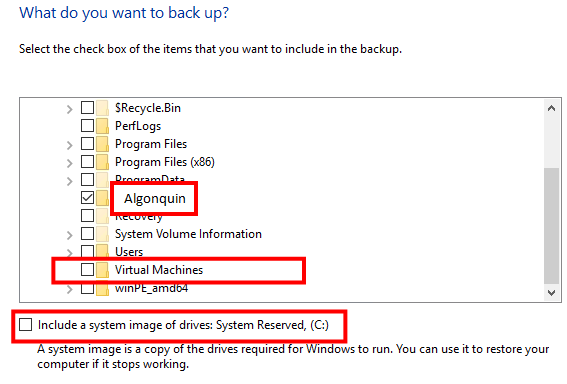 What do you want to back up?
Select the check box of the items that you want to include in the backup.
$Recycle.Bin
PerfLogs
Program Files
Program Files (x86)
ProgramData
Algonquin
Recovery
System Volume Information
Users
Virtual Machines
winPE_amd64
Include a system image of drives: System Reserved, (C:)
A system image is a copy of the drives required for Windows to run. You can use it to restore your
computer if it stops working.